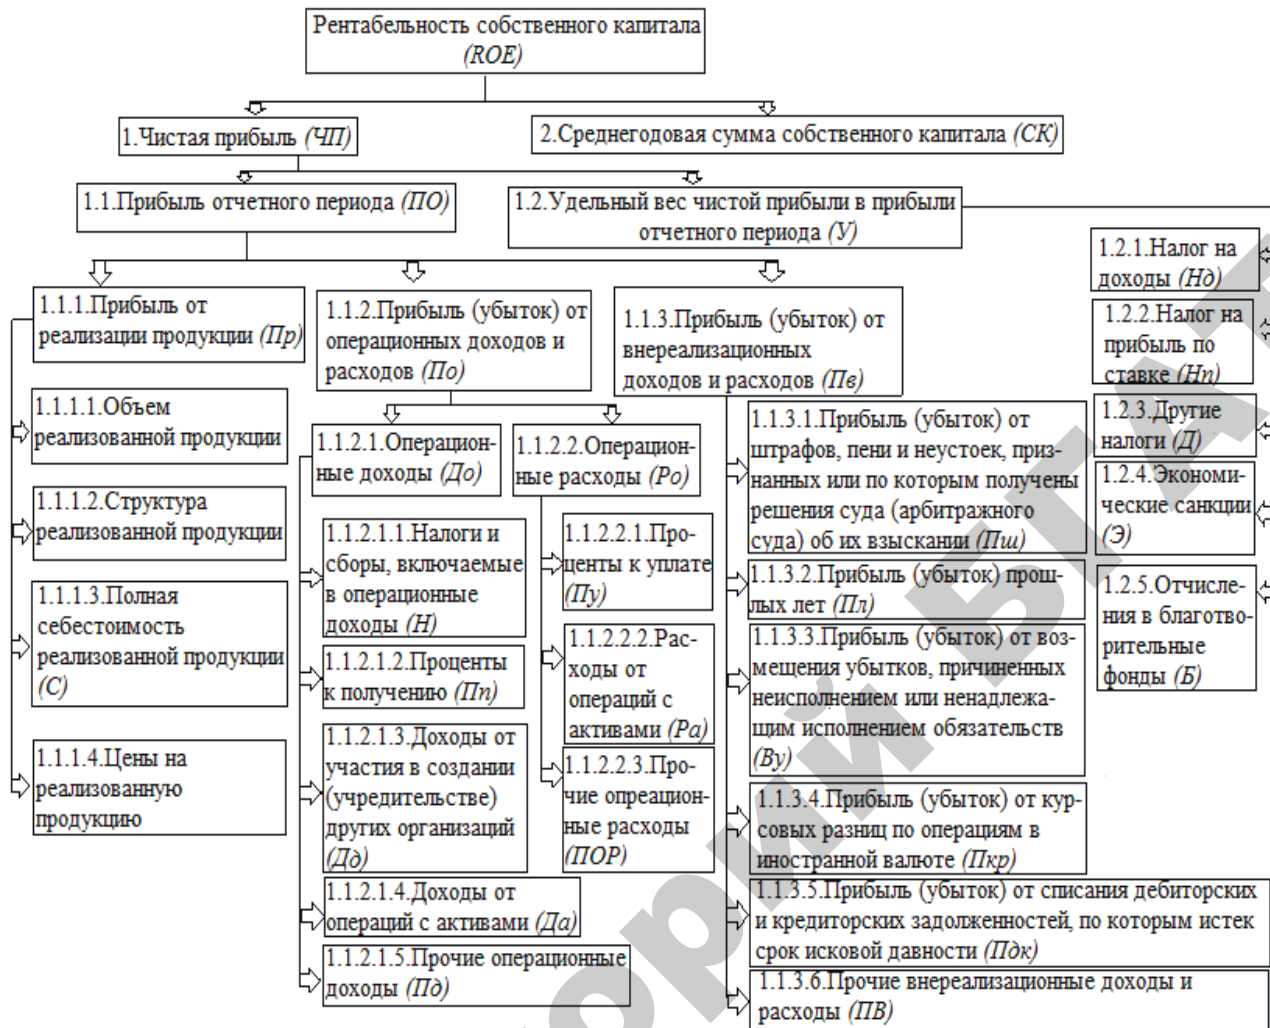 Рентабельность собственного капитала
(ROE)
1.Чистая прибыль (ЧП)
2.Среднегодовая сумма собственного капитала (СК)
1.1.Прибыль отчетного периода (ПО)
1.2.Удельный вес чистой прибыли в прибыли
отчетного периода (У)
1.1.1.Прибыль от
реализации продукции (Пр)
1.1.2.Прибыль (убыток) от
операционных доходов и
расходов (По)
1.1.3.Прибыль (убыток) от
внереализационных
доходов и расходов (Пв)
1.2.1.Налог на
доходы (Нд)
1.2.2.Налог на
прибыль по
ставке (Нп)
1.2.3.Другие
налоги (Д)
1.2.4.Экономи-
ческие санкции
(Э)
1.2.5.Отчисле-
ния в благотво-
рительные
фонды (Б)
1.1.1.1.Объем
реализованной продукции
1.1.1.2.Структура
реализованной продукции
1.1.1.3.Полная
себестоимость
реализованной продукции
(С)
1.1.1.4.Цены на
реализованную
продукцию
1.1.2.1.Операцион-
ные доходы (До)
1.1.2.2.Операцион-
ные расходы (Ро)
1.1.2.1.1.Налоги и
сборы, включаемые
в операционные
доходы (Н)
1.1.2.1.2.Проценты
к получению (Пп)
1.1.2.1.3.Доходы от
участия в создании
(учредительстве)
других организаций
(Дд)
1.1.2.1.4.Доходы от
операций с активами (Да)
1.1.2.1.5.Прочие операционные
доходы (Пд)
1.1.2.2.1.Про-
центы к уплате
(Пу)
1.1.2.2.2.Рас-
ходы от
операций с
активами (Ра)
1.1.2.2.3.Про-
чие опреацион-
ные расходы
(ПОР)
1.1.3.1.Прибыль (убыток) от
штрафов, пени и неустоек, приз-
нанных или по которым получены
решения суда (арбитражного
суда) об их взыскании (Пш)
1.1.3.2.Прибыль (убыток) прош-
лых лет (Пл)
1.1.3.3.Прибыль (убыток) от воз-
мещения убытков, причиненных
неисполнением или ненадлежа-
щим исполнением обязательств
(Ву)
1.1.3.4.Прибыль (убыток) от кур-
совых разниц по операциям в
иностранной валюте (Пкр)
1.1.3.5.Прибыль (убыток) от списания дебиторских
и кредиторских задолженностей, по которым истек
срок исковой давности (Пдк)
1.1.3.6.Прочие внереализационные доходы и
расходы (ПВ)